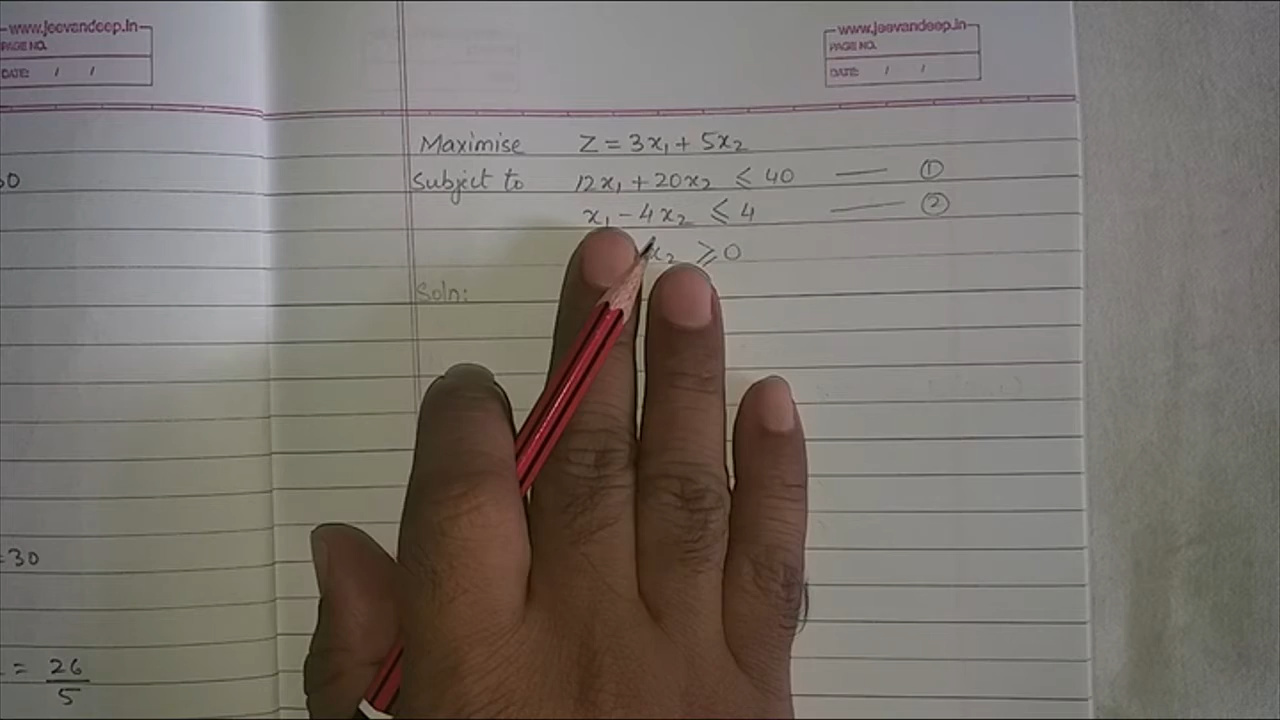 www.jeevandeep.in
PAGE NO.
DATE: / /
www.jeevandeep.in
PAGE NO.
DATE: / /
Maximise Z = 3x₁ + 5x₂
Subject to 12x₁ + 20x₂ ≤ 40 — ①
x₁ - 4x₂ ≤ 4 — ②
x₂ ≥ 0
Soln:
=30
= 26/5